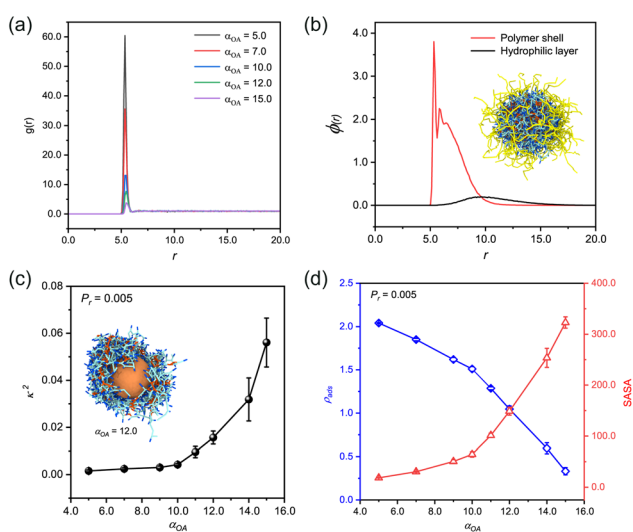 (a)
g(r)
60.0
50.0
40.0
30.0
20.0
10.0
0.0
α_OA = 5.0
α_OA = 7.0
α_OA = 10.0
α_OA = 12.0
α_OA = 15.0
0.0 5.0 10.0 15.0 20.0
r
(b)
ϕ(r)
4.0
3.0
2.0
1.0
0.0
Polymer shell
Hydrophilic layer
0.0 5.0 10.0 15.0 20.0
r
(c)
κ²
0.08
0.06
0.04
0.02
0.00
P_r = 0.005
α_OA = 12.0
4.0 6.0 8.0 10.0 12.0 14.0 16.0
α_OA
(d)
ρ_ads
2.5
2.0
1.5
1.0
0.5
0.0
P_r = 0.005
400.0
300.0
200.0
100.0
0.0
SASA
4.0 6.0 8.0 10.0 12.0 14.0 16.0
α_OA